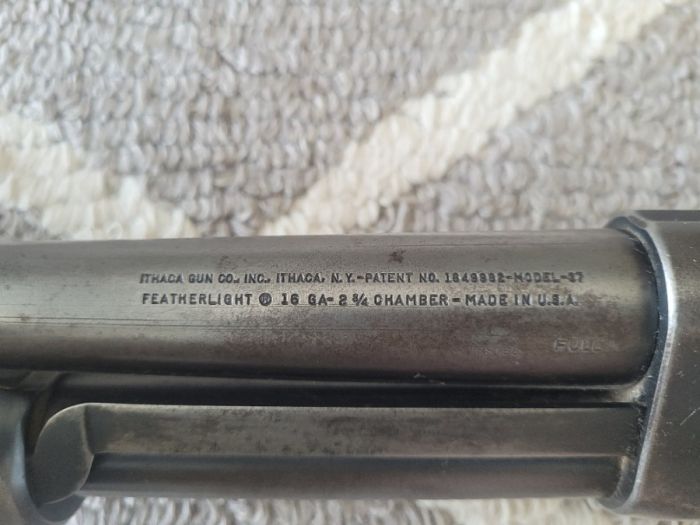 ITHACA GUN CO., INC., ITHACA, N. Y.-PATENT NO. 1849992-MODEL-37
FEATHERLIGHT ® 16 GA-2 ¾ CHAMBER-MADE IN U.S.A.
FULL